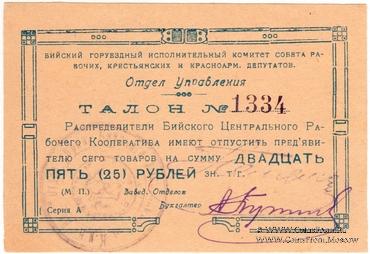 БИЙСКИЙ ГОРУЕЗДНЫЙ ИСПОЛНИТЕЛЬНЫЙ КОМИТЕТ СОВЕТА РА-
БОЧИХ, КРЕСТЬЯНСКИХ И КРАСНОАРМ. ДЕПУТАТОВ.
Отдел Управления
ТАЛОН № 1334
РАСПРЕДЕЛИТЕЛИ БИЙСКОГО ЦЕНТРАЛЬНОГО РА-
БОЧЕГО КООПЕРАТИВА ИМЕЮТ ОТПУСТИТЬ ПРЕД'ЯВИ-
ТЕЛЮ СЕГО ТОВАРОВ НА СУММУ ДВАДЦАТЬ
ПЯТЬ (25) РУБЛЕЙ ЗН. Т/Г.
(М. П.) Завед. Отделом
Серия А Бухгалтер
www.CoinsMoscow.ru